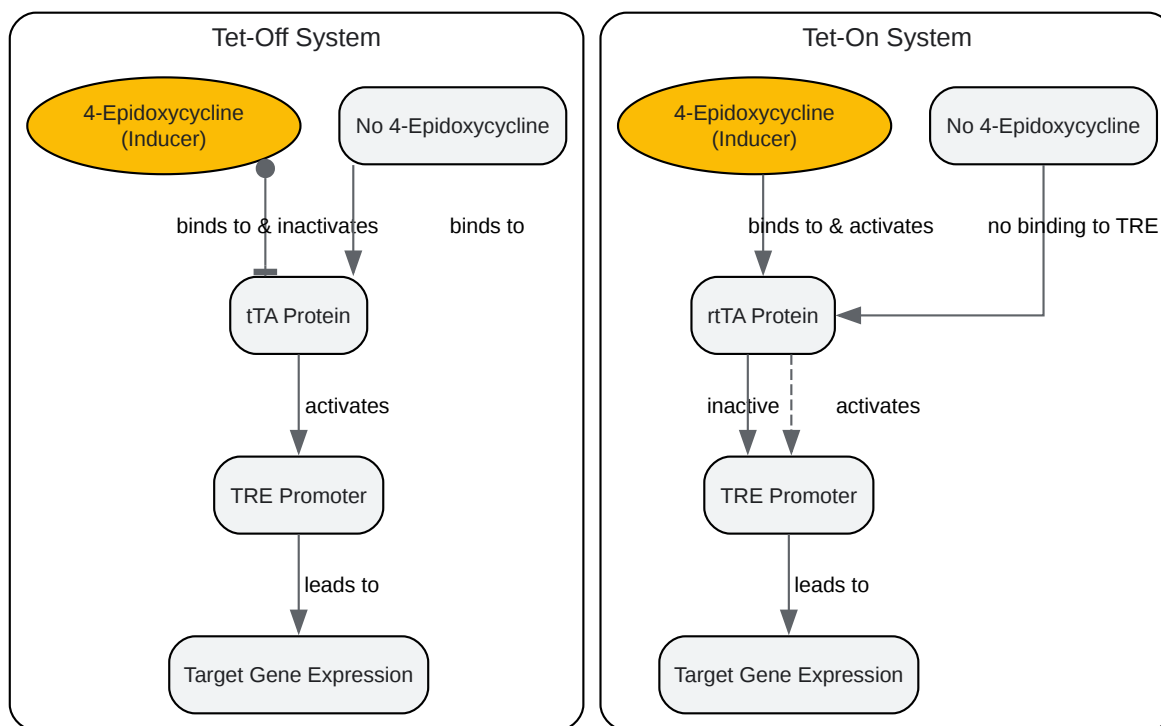 Tet-Off System
4-Epidoxycycline
(Inducer)
No 4-Epidoxycycline
binds to & inactivates
binds to
tTA Protein
activates
TRE Promoter
leads to
Target Gene Expression
Tet-On System
4-Epidoxycycline
(Inducer)
No 4-Epidoxycycline
binds to & activates
no binding to TRE
rtTA Protein
inactive
activates
TRE Promoter
leads to
Target Gene Expression